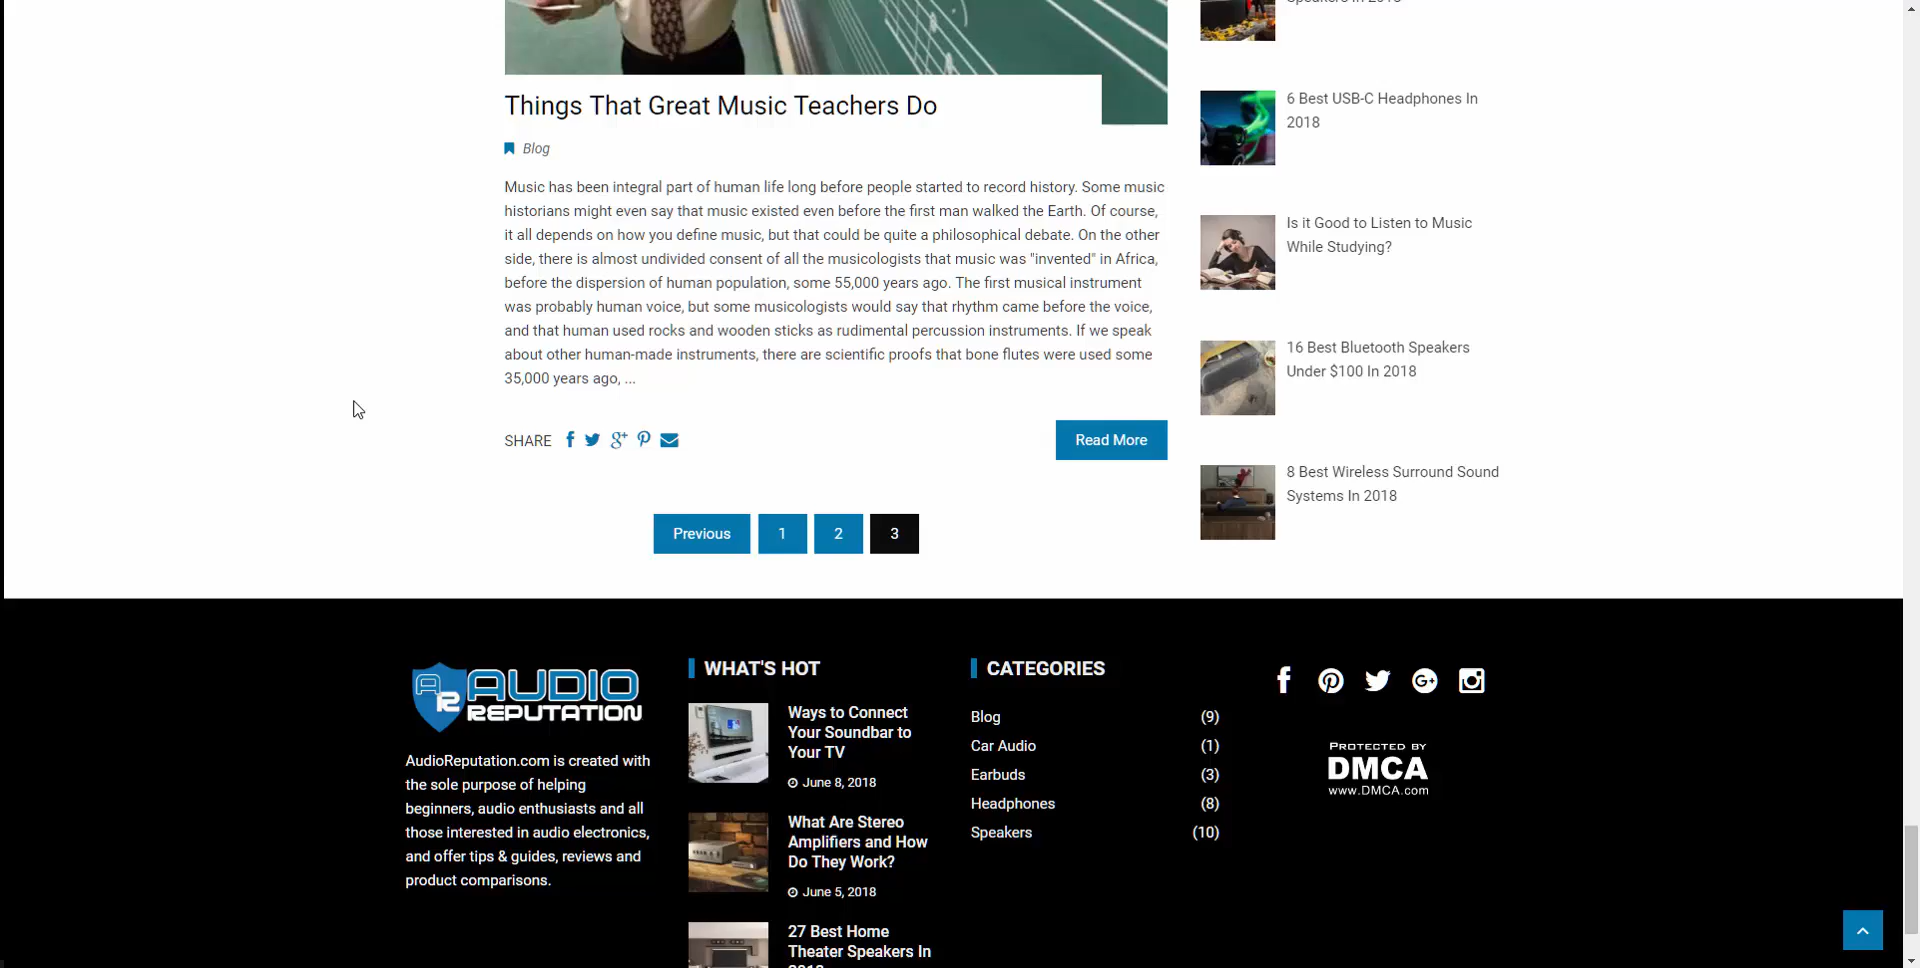 Things That Great Music Teachers Do
Blog
Music has been integral part of human life long before people started to record history. Some music
historians might even say that music existed even before the first man walked the Earth. Of course,
it all depends on how you define music, but that could be quite a philosophical debate. On the other
side, there is almost undivided consent of all the musicologists that music was "invented" in Africa,
before the dispersion of human population, some 55,000 years ago. The first musical instrument
was probably human voice, but some musicologists would say that rhythm came before the voice,
and that human used rocks and wooden sticks as rudimental percussion instruments. If we speak
about other human-made instruments, there are scientific proofs that bone flutes were used some
35,000 years ago, ...
SHARE
Read More
Previous 1 2 3
Speakers In 2018
6 Best USB-C Headphones In
2018
Is it Good to Listen to Music
While Studying?
16 Best Bluetooth Speakers
Under $100 In 2018
8 Best Wireless Surround Sound
Systems In 2018
AR AUDIO
REPUTATION
AudioReputation.com is created with
the sole purpose of helping
beginners, audio enthusiasts and all
those interested in audio electronics,
and offer tips & guides, reviews and
product comparisons.
WHAT'S HOT
Ways to Connect
Your Soundbar to
Your TV
June 8, 2018
What Are Stereo
Amplifiers and How
Do They Work?
June 5, 2018
27 Best Home
Theater Speakers In
2018
CATEGORIES
Blog (9)
Car Audio (1)
Earbuds (3)
Headphones (8)
Speakers (10)
PROTECTED BY
DMCA
www.DMCA.com